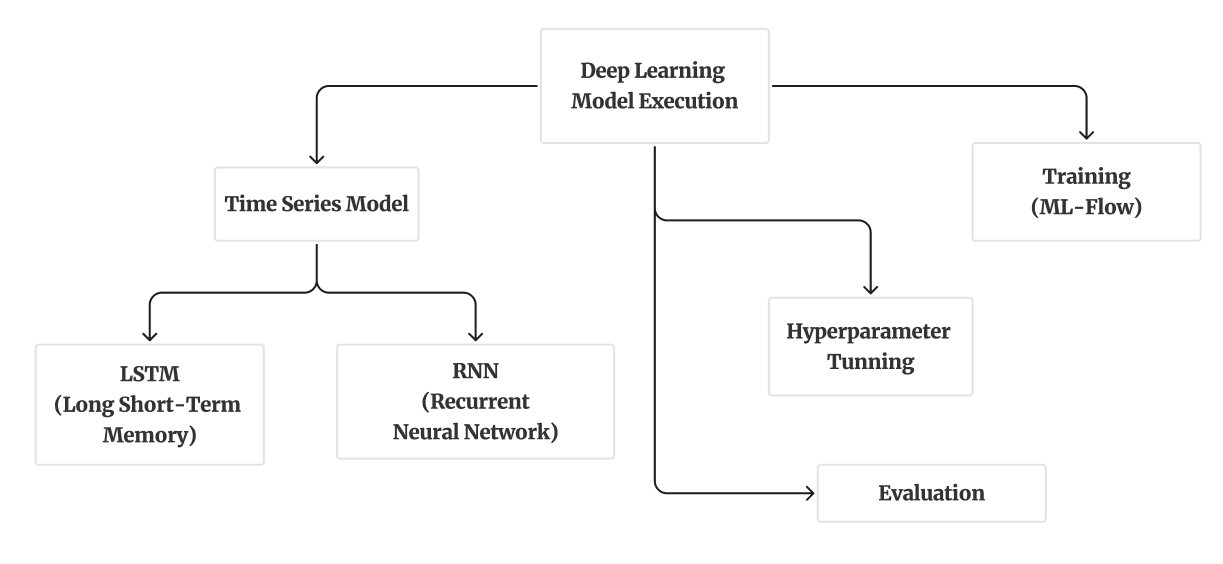 Deep Learning
Model Execution
Time Series Model
Training
(ML-Flow)
LSTM
(Long Short-Term
Memory)
RNN
(Recurrent
Neural Network)
Hyperparameter
Tunning
Evaluation